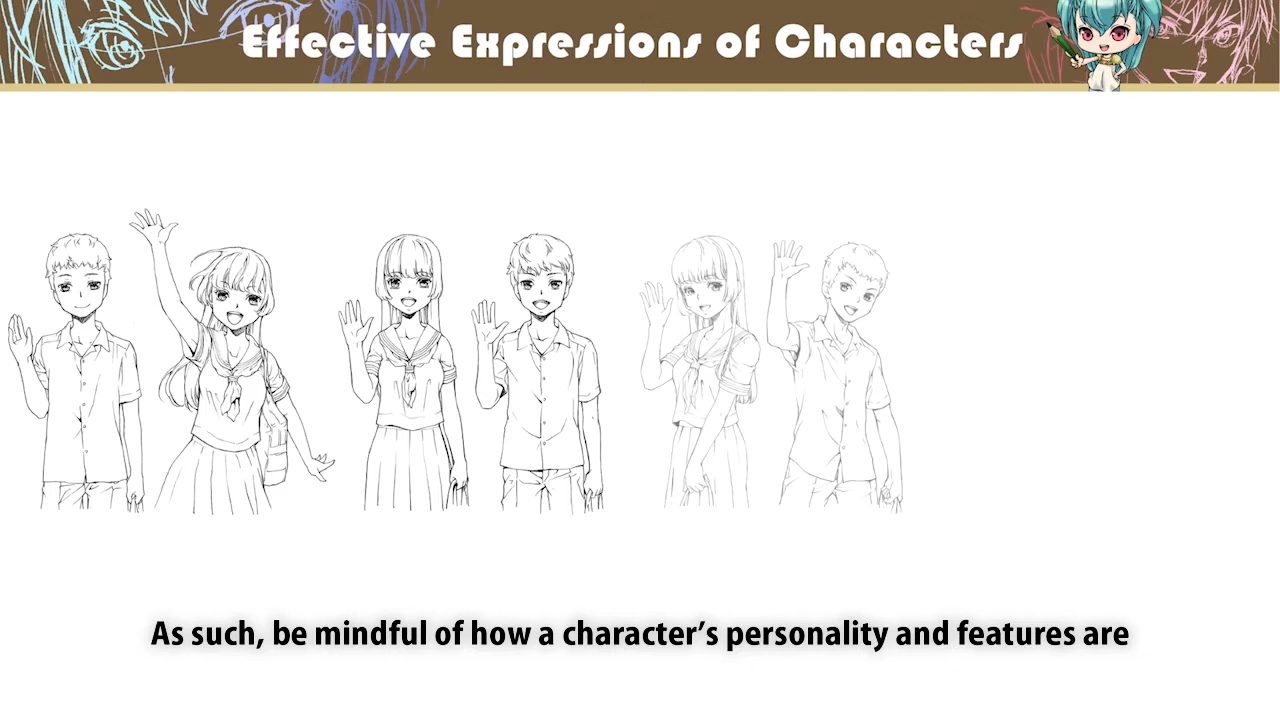 Effective Expressions of Characters
As such, be mindful of how a character’s personality and features are